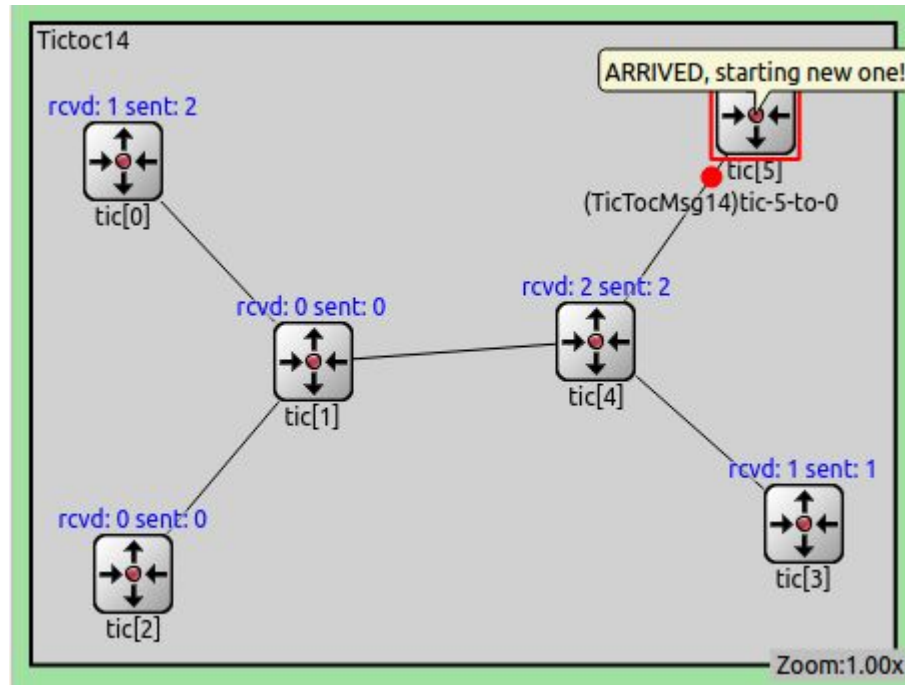 Tictoc14
ARRIVED, starting new one!
rcvd: 1 sent: 2
tic[0]
tic[5]
(TicTocMsg14)tic-5-to-0
rcvd: 0 sent: 0
rcvd: 2 sent: 2
tic[1]
tic[4]
rcvd: 1 sent: 1
rcvd: 0 sent: 0
tic[3]
tic[2]
Zoom:1.00x